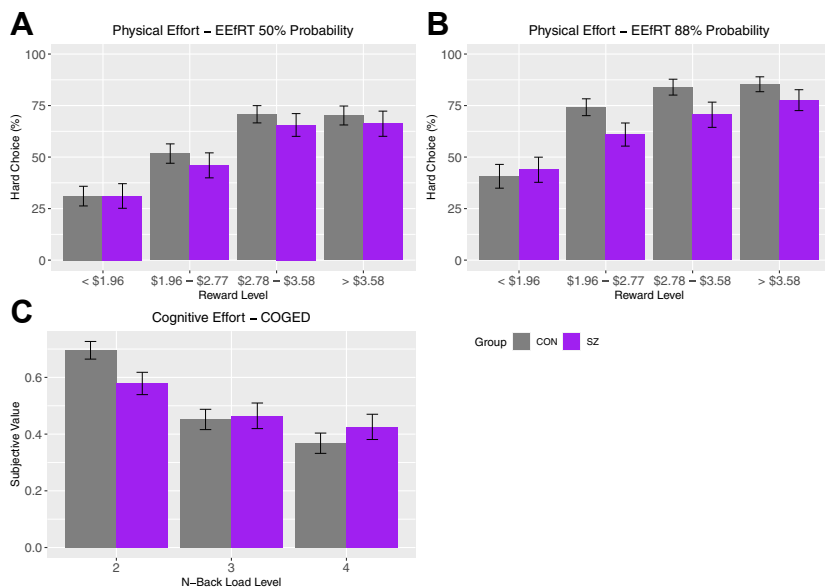 A
Physical Effort – EEfRT 50% Probability
100
75
50
25
0
Hard Choice (%)
< $1.96
$1.96 – $2.77
$2.78 – $3.58
> $3.58
Reward Level
B
Physical Effort – EEfRT 88% Probability
100
75
50
25
0
Hard Choice (%)
< $1.96
$1.96 – $2.77
$2.78 – $3.58
> $3.58
Reward Level
C
Cognitive Effort – COGED
0.6
0.4
0.2
0.0
Subjective Value
2
3
4
N–Back Load Level
Group CON SZ